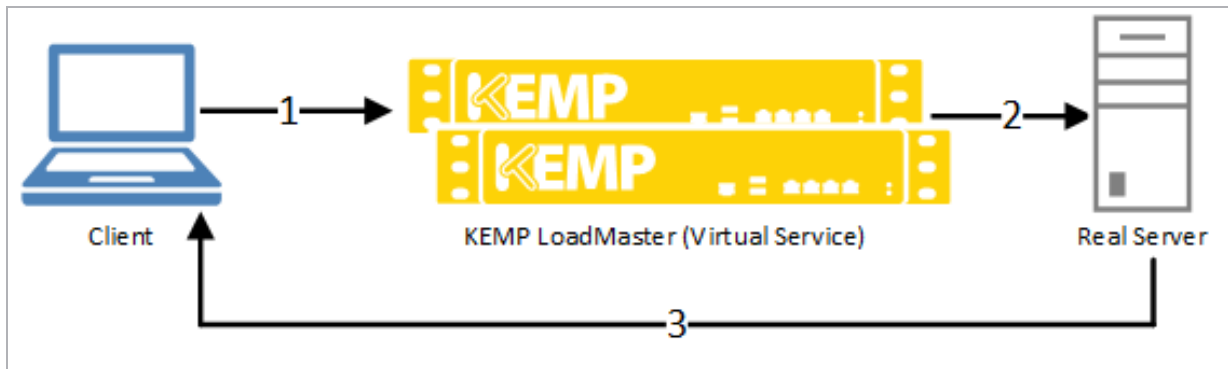 1
KEMP
2
KEMP
Client
KEMP LoadMaster (Virtual Service)
Real Server
3